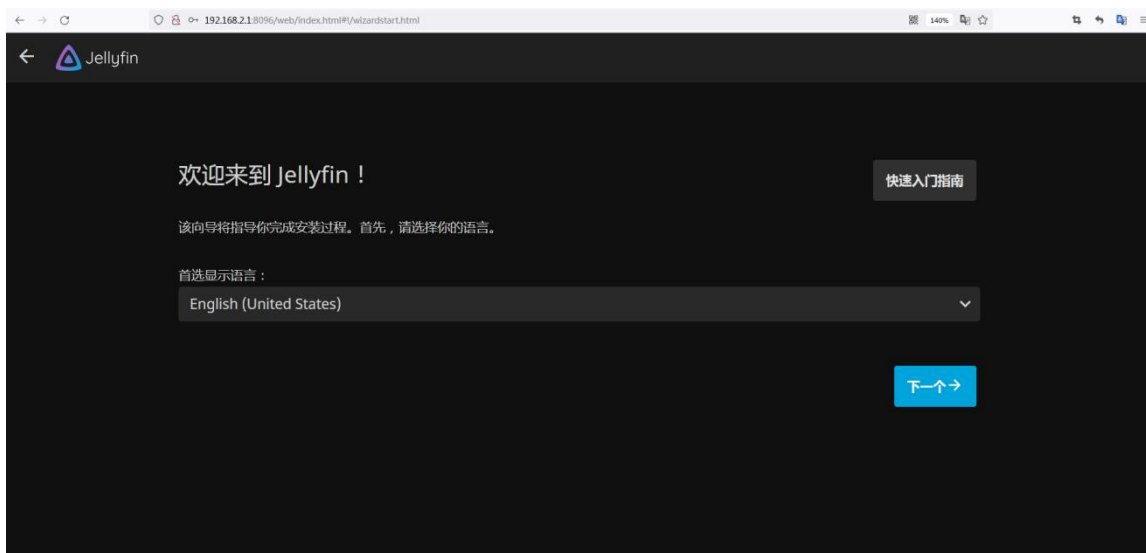 192.168.2.1:8096/web/index.html#!/wizardstart.html
140%
Jellyfin
欢迎来到 Jellyfin！
快速入门指南
该向导将指导你完成安装过程。首先，请选择你的语言。
首选显示语言：
English (United States)
下一个